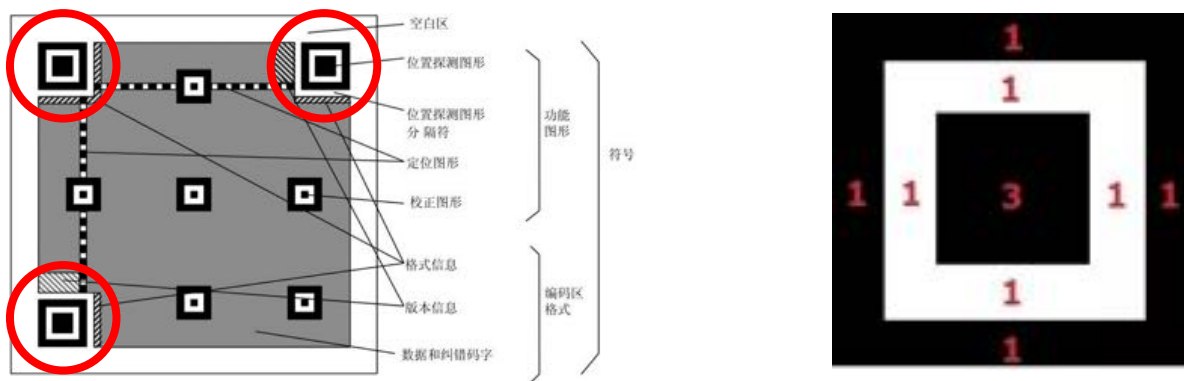 空白区
位置探测图形
位置探测图形
分 隔符
定位图形
校正图形
格式信息
版本信息
数据和纠错码字
功能
图形
编码区
格式
符号
1
1
1 1 3 1 1
1
1